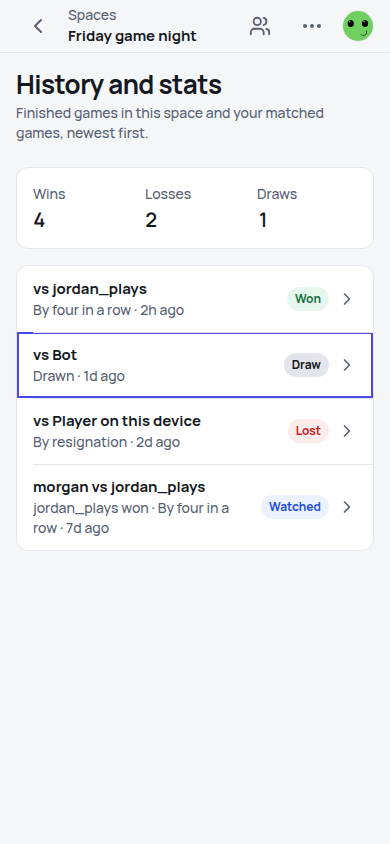 Spaces
Friday game night
History and stats
Finished games in this space and your matched
games, newest first.
Wins
Losses
Draws
4
2
1
vs jordan_plays
By four in a row · 2h ago
Won
vs Bot
Drawn · 1d ago
Draw
vs Player on this device
By resignation · 2d ago
Lost
morgan vs jordan_plays
jordan_plays won · By four in a
row · 7d ago
Watched